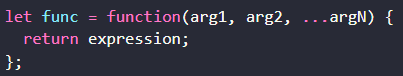 let func = function(arg1, arg2, ...argN) {
  return expression;
};